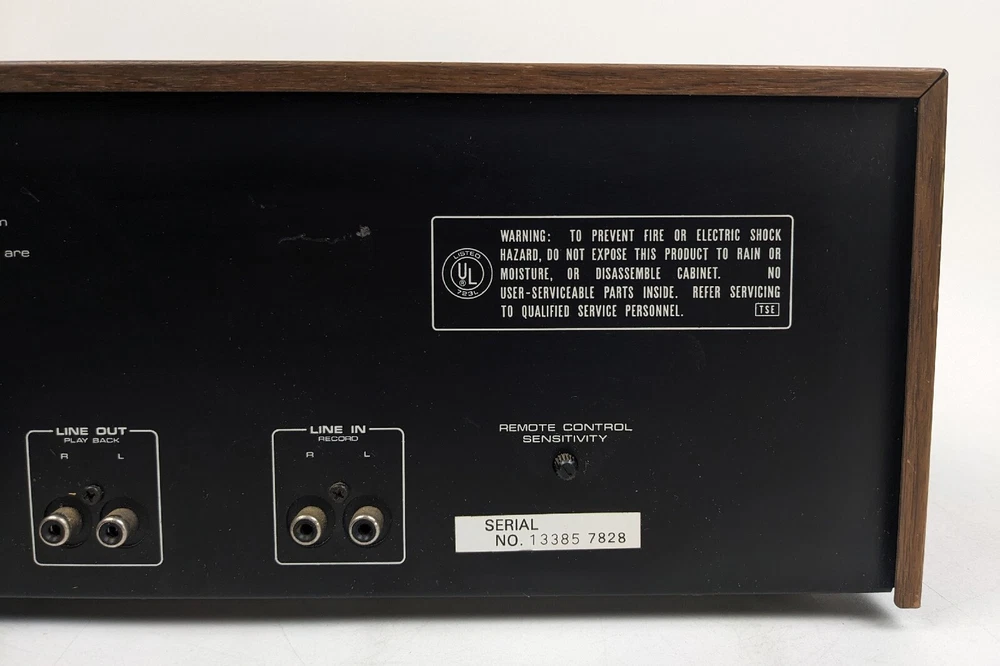 m
are
WARNING: TO PREVENT FIRE OR ELECTRIC SHOCK
HAZARD, DO NOT EXPOSE THIS PRODUCT TO RAIN OR
MOISTURE, OR DISASSEMBLE CABINET. NO
USER-SERVICEABLE PARTS INSIDE. REFER SERVICING
TO QUALIFIED SERVICE PERSONNEL.
TSE
LISTED
UL
®
723L
LINE OUT
PLAY BACK
R L
LINE IN
RECORD
R L
REMOTE CONTROL
SENSITIVITY
SERIAL
NO. 13385 7828